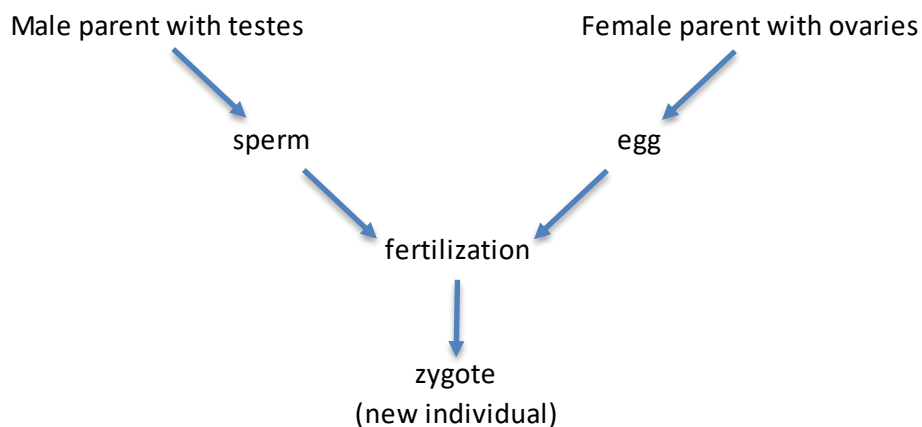 Male parent with testes
Female parent with ovaries
sperm
egg
fertilization
zygote
(new individual)